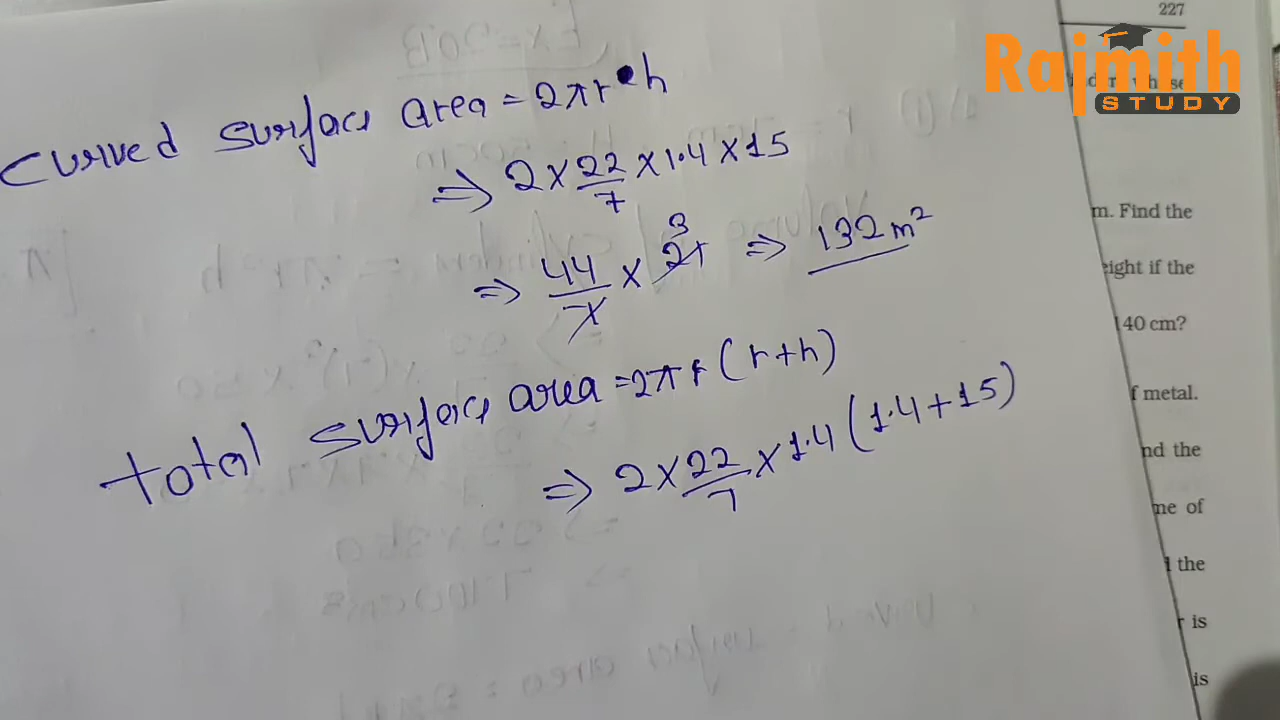 227
Rajmith
STUDY
Curved surface area = 2πrh
⇒ 2 × 22/7 × 1.4 × 15
⇒ 44/7 × 21 3 ⇒ 132 m²
m. Find the
eight if the
140 cm?
total surface area = 2πr (r+h)
⇒ 2 × 22/7 × 1.4 (1.4 + 15)
f metal.
nd the
me of
l the
r is
is